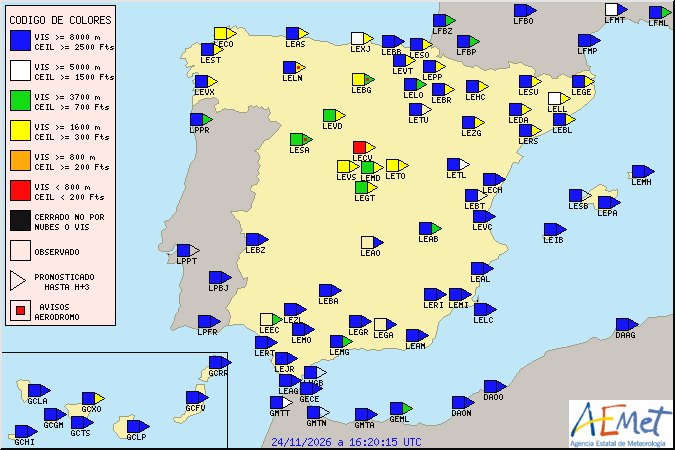 CODIGO DE COLORES
VIS >= 8000 m
CEIL >= 2500 Fts
VIS >= 5000 m
CEIL >= 1500 Fts
VIS >= 3700 m
CEIL >= 700 Fts
VIS >= 1600 m
CEIL >= 300 Fts
VIS >= 800 m
CEIL >= 200 Fts
VIS < 800 m
CEIL < 200 Fts
CERRADO NO POR
NUBES O VIS
OBSERVADO
PRONOSTICADO
HASTA H+3
AVISOS
AERODROMO
LFBO
LFMT
LFML
LFBZ
LECO
LEAS
LEXJ
LEBB
LESO
LFBP
LFMP
LEST
LELN
LEVT
LEPP
LEVX
LEBG
LELO
LEBR
LEHC
LESU
LEGE
LELL
LETU
LEDA
LPPR
LEVD
LEZG
LERS
LEBL
LESA
LECV
LEVS
LEMD
LETO
LETL
LEMH
LECH
LEGT
LEBT
LESB
LEPA
LEVC
LEIB
LEAB
LEBZ
LEAO
LPPT
LEAL
LPBJ
LEBA
LERI
LEMI
LEZL
LELC
LPFR
LEEC
LEMO
LEGR
LEGA
DAAG
LERT
LEMG
LEAM
LEJR
GCRR
LXGB
LEAG
GECE
DAOO
GCLA
GCXO
GCFV
GMTT
DAON
GCGM
GMTN
GMTA
GEML
GCTS
GCLP
GCHI
24/11/2026 a 16:20:15 UTC
AEMet
Agencia Estatal de Meteorología